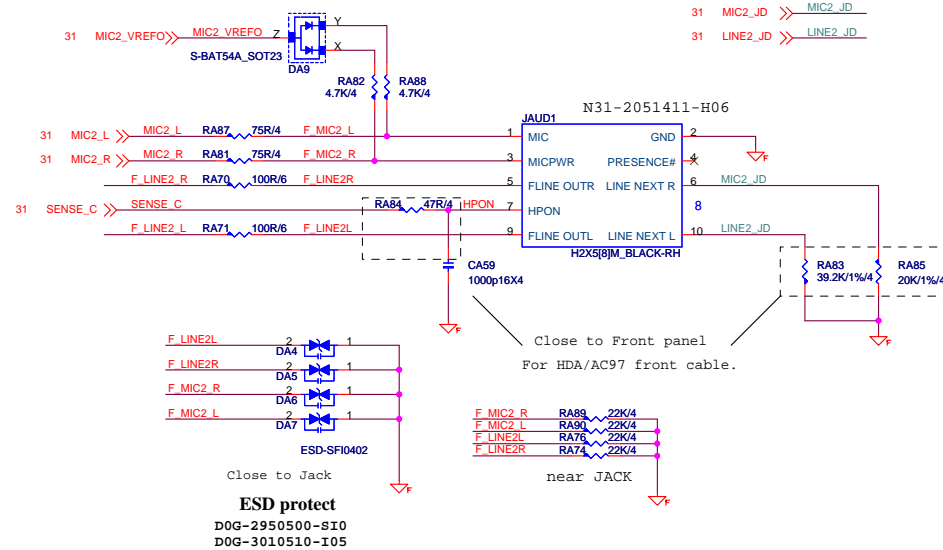 31 MIC2_JD MIC2_JD
31 LINE2_JD LINE2_JD
31 MIC2_VREFO MIC2_VREFO Z Y X
S-BAT54A_SOT23
DA9
RA82 RA88
4.7K/4 4.7K/4
N31-2051411-H06
JAUD1
31 MIC2_L MIC2_L RA87 75R/4 F_MIC2_L 1 MIC GND 2 F
31 MIC2_R MIC2_R RA81 75R/4 F_MIC2_R 3 MICPWR PRESENCE# 4
F_LINE2_R RA70 100R/6 F_LINE2R 5 FLINE OUTR LINE NEXT R 6 MIC2_JD
31 SENSE_C SENSE_C RA84 47R/4 HPON 7 HPON 8
F_LINE2_L RA71 100R/6 F_LINE2L 9 FLINE OUTL LINE NEXT L 10 LINE2_JD
H2X5[8]M_BLACK-RH
CA59
1000p16X4
F
RA83
39.2K/1%/4
RA85
20K/1%/4
F
Close to Front panel
For HDA/AC97 front cable.
F_LINE2L 2 DA4 1
F_LINE2R 2 DA5 1
F_MIC2_R 2 DA6 1
F_MIC2_L 2 DA7 1
ESD-SFI0402
F
Close to Jack
ESD protect
D0G-2950500-SI0
D0G-3010510-I05
F_MIC2_R RA89 22K/4
F_MIC2_L RA90 22K/4
F_LINE2L RA76 22K/4
F_LINE2R RA74 22K/4
near JACK
F